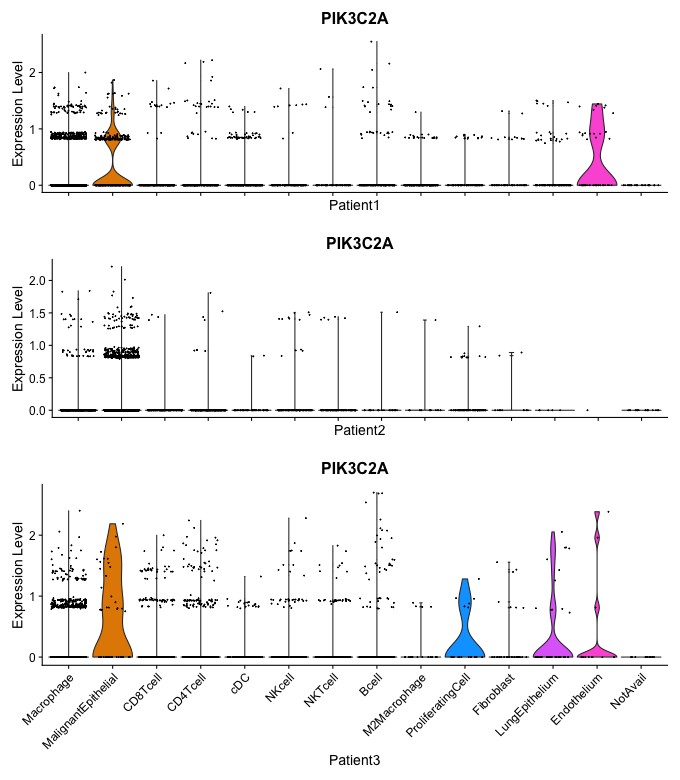 PIK3C2A
Expression Level
2
1
0
Patient1
PIK3C2A
Expression Level
2.0
1.5
1.0
0.5
0.0
Patient2
PIK3C2A
Expression Level
2
1
0
Macrophage
MalignantEpithelial
CD8Tcell
CD4Tcell
cDC
NKcell
NKTcell
Bcell
M2Macrophage
ProliferatingCell
Fibroblast
LungEpithelium
Endothelium
NotAvail
Patient3